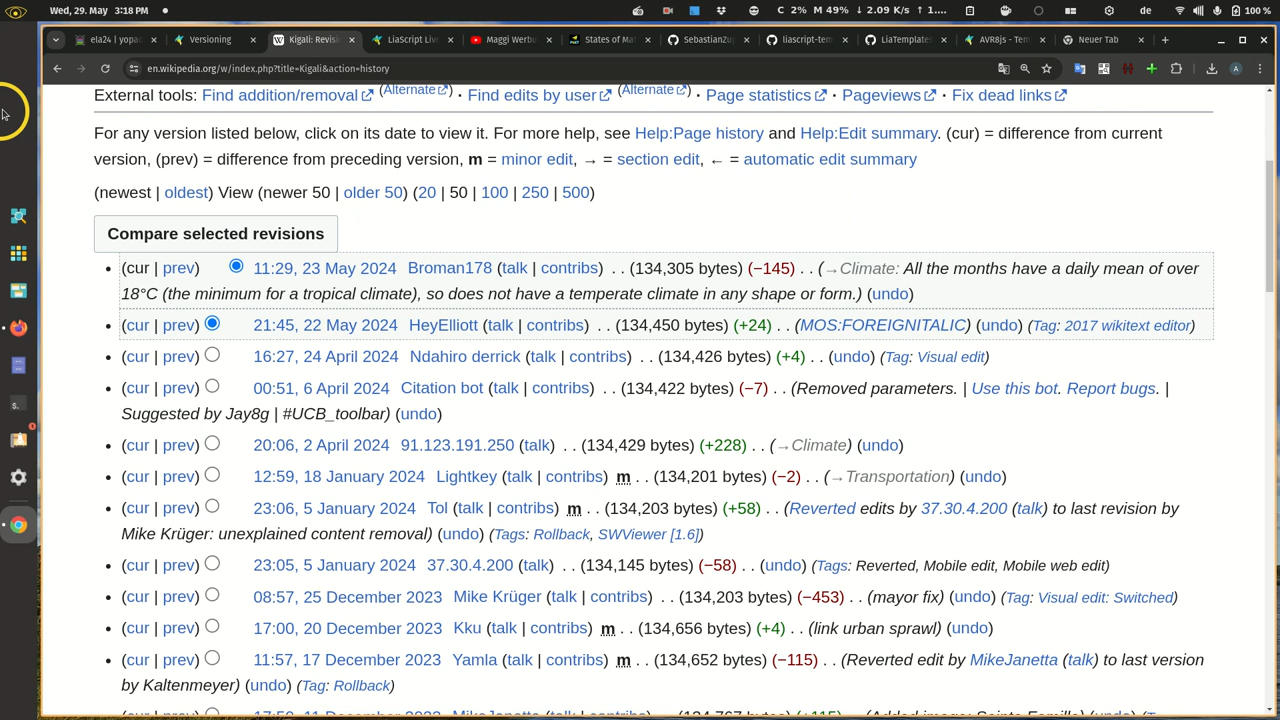 Wed, 29. May 3:18 PM
C 2% M 49% ↓ 2.09 K/s ↑ 1....
de
100 %
ela24 | yopac
Versioning
Kigali: Revisi
LiaScript Live
Maggi Werbu
States of Mat
SebastianZug
liascript-tem
LiaTemplates
AVR8js - Tem
Neuer Tab
en.wikipedia.org/w/index.php?title=Kigali&action=history
External tools: Find addition/removal (Alternate) · Find edits by user (Alternate) · Page statistics · Pageviews · Fix dead links
For any version listed below, click on its date to view it. For more help, see Help:Page history and Help:Edit summary. (cur) = difference from current
version, (prev) = difference from preceding version, m = minor edit, → = section edit, ← = automatic edit summary
(newest | oldest) View (newer 50 | older 50) (20 | 50 | 100 | 250 | 500)
Compare selected revisions
(cur | prev) 11:29, 23 May 2024 Broman178 (talk | contribs) . . (134,305 bytes) (−145) . . (→Climate: All the months have a daily mean of over
18°C (the minimum for a tropical climate), so does not have a temperate climate in any shape or form.) (undo)
(cur | prev) 21:45, 22 May 2024 HeyElliott (talk | contribs) . . (134,450 bytes) (+24) . . (MOS:FOREIGNITALIC) (undo) (Tag: 2017 wikitext editor)
(cur | prev) 16:27, 24 April 2024 Ndahiro derrick (talk | contribs) . . (134,426 bytes) (+4) . . (undo) (Tag: Visual edit)
(cur | prev) 00:51, 6 April 2024 Citation bot (talk | contribs) . . (134,422 bytes) (−7) . . (Removed parameters. | Use this bot. Report bugs. |
Suggested by Jay8g | #UCB_toolbar) (undo)
(cur | prev) 20:06, 2 April 2024 91.123.191.250 (talk) . . (134,429 bytes) (+228) . . (→Climate) (undo)
(cur | prev) 12:59, 18 January 2024 Lightkey (talk | contribs) m . . (134,201 bytes) (−2) . . (→Transportation) (undo)
(cur | prev) 23:06, 5 January 2024 Tol (talk | contribs) m . . (134,203 bytes) (+58) . . (Reverted edits by 37.30.4.200 (talk) to last revision by
Mike Krüger: unexplained content removal) (undo) (Tags: Rollback, SWViewer [1.6])
(cur | prev) 23:05, 5 January 2024 37.30.4.200 (talk) . . (134,145 bytes) (−58) . . (undo) (Tags: Reverted, Mobile edit, Mobile web edit)
(cur | prev) 08:57, 25 December 2023 Mike Krüger (talk | contribs) . . (134,203 bytes) (−453) . . (mayor fix) (undo) (Tag: Visual edit: Switched)
(cur | prev) 17:00, 20 December 2023 Kku (talk | contribs) m . . (134,656 bytes) (+4) . . (link urban sprawl) (undo)
(cur | prev) 11:57, 17 December 2023 Yamla (talk | contribs) m . . (134,652 bytes) (−115) . . (Reverted edit by MikeJanetta (talk) to last version
by Kaltenmeyer) (undo) (Tag: Rollback)